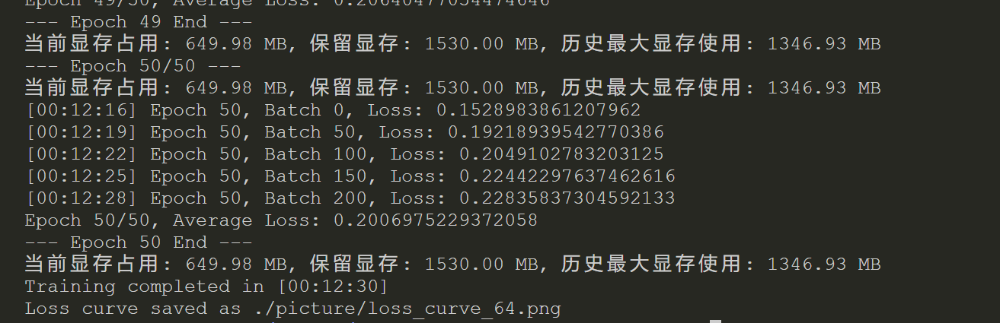 Epoch 49/50, Average Loss: 0.20640477054474646
--- Epoch 49 End ---
当前显存占用: 649.98 MB, 保留显存: 1530.00 MB, 历史最大显存使用: 1346.93 MB
--- Epoch 50/50 ---
当前显存占用: 649.98 MB, 保留显存: 1530.00 MB, 历史最大显存使用: 1346.93 MB
[00:12:16] Epoch 50, Batch 0, Loss: 0.1528983861207962
[00:12:19] Epoch 50, Batch 50, Loss: 0.19218939542770386
[00:12:22] Epoch 50, Batch 100, Loss: 0.2049102783203125
[00:12:25] Epoch 50, Batch 150, Loss: 0.22442297637462616
[00:12:28] Epoch 50, Batch 200, Loss: 0.22835837304592133
Epoch 50/50, Average Loss: 0.2006975229372058
--- Epoch 50 End ---
当前显存占用: 649.98 MB, 保留显存: 1530.00 MB, 历史最大显存使用: 1346.93 MB
Training completed in [00:12:30]
Loss curve saved as ./picture/loss_curve_64.png